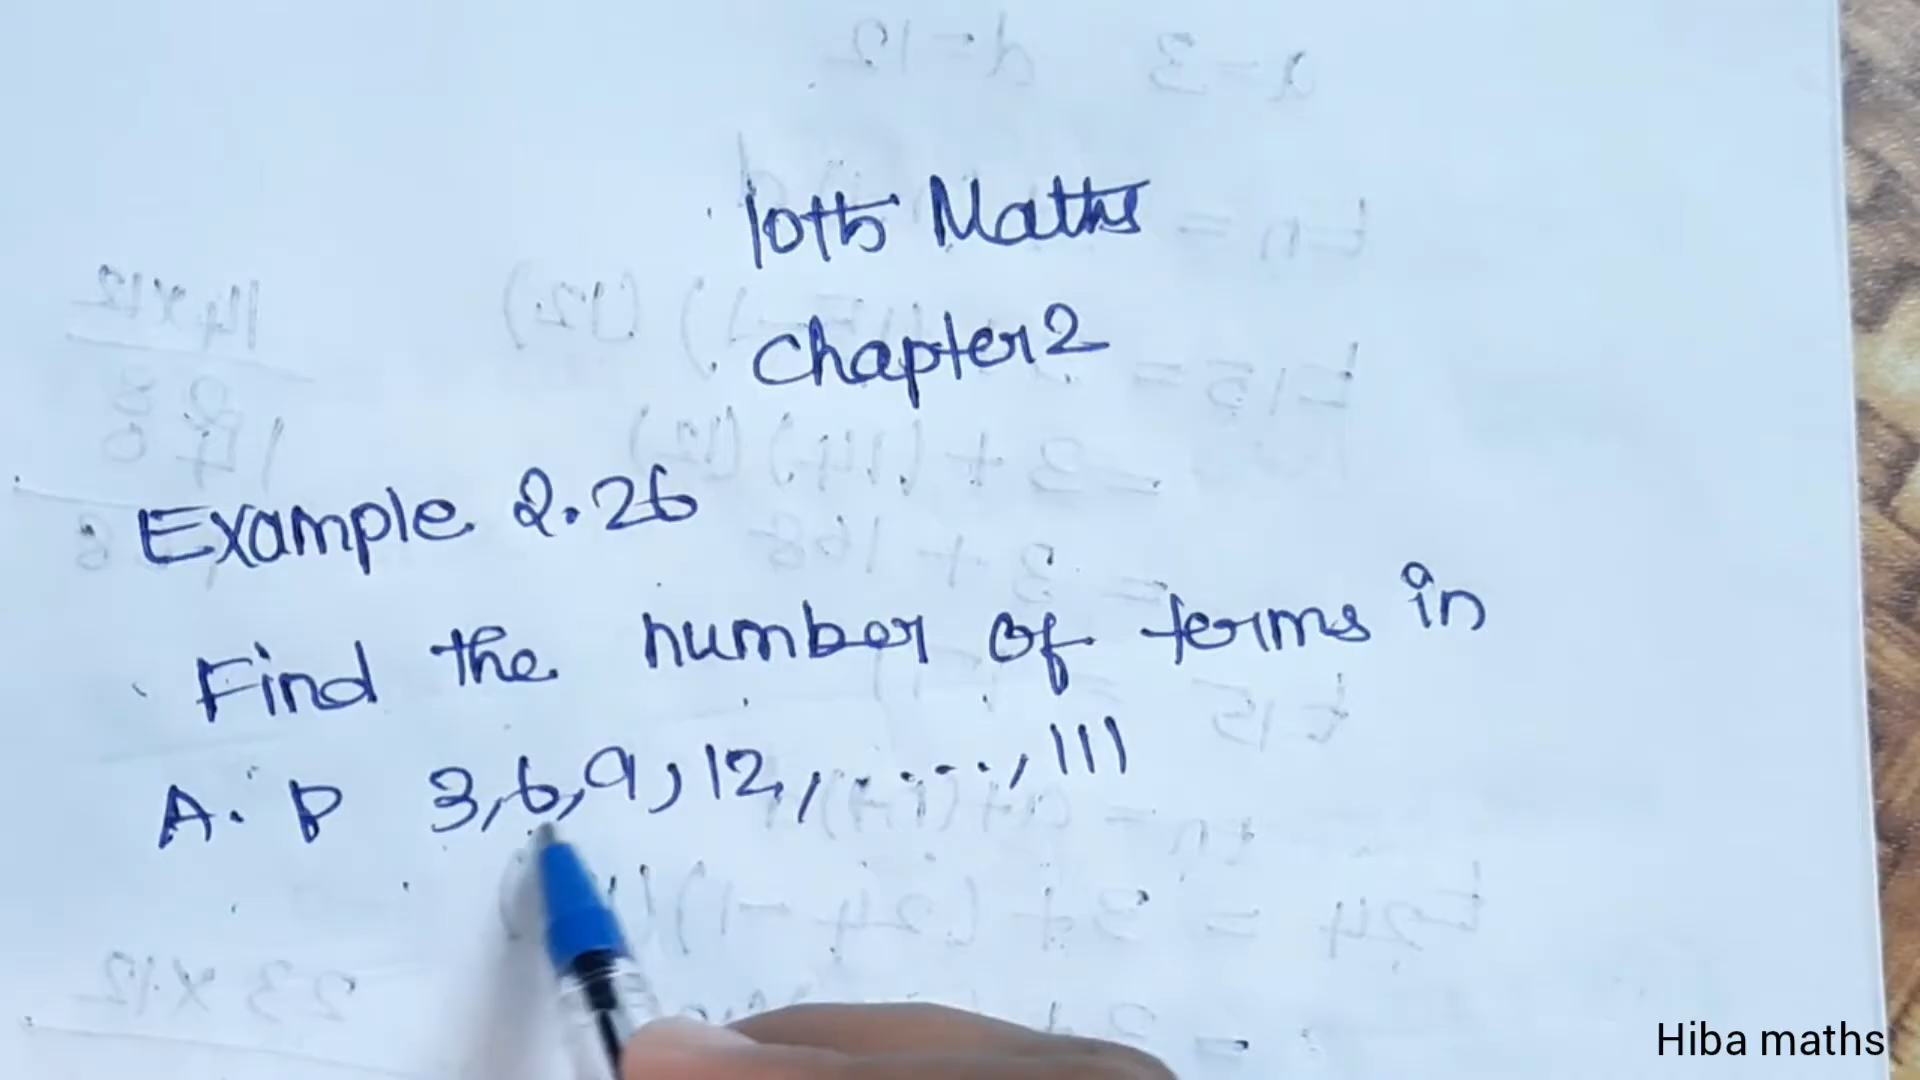 10th Maths
Chapter 2
Example 2.26
Find the number of terms in
A. P 3, 6, 9, 12, ....., 111
Hiba maths